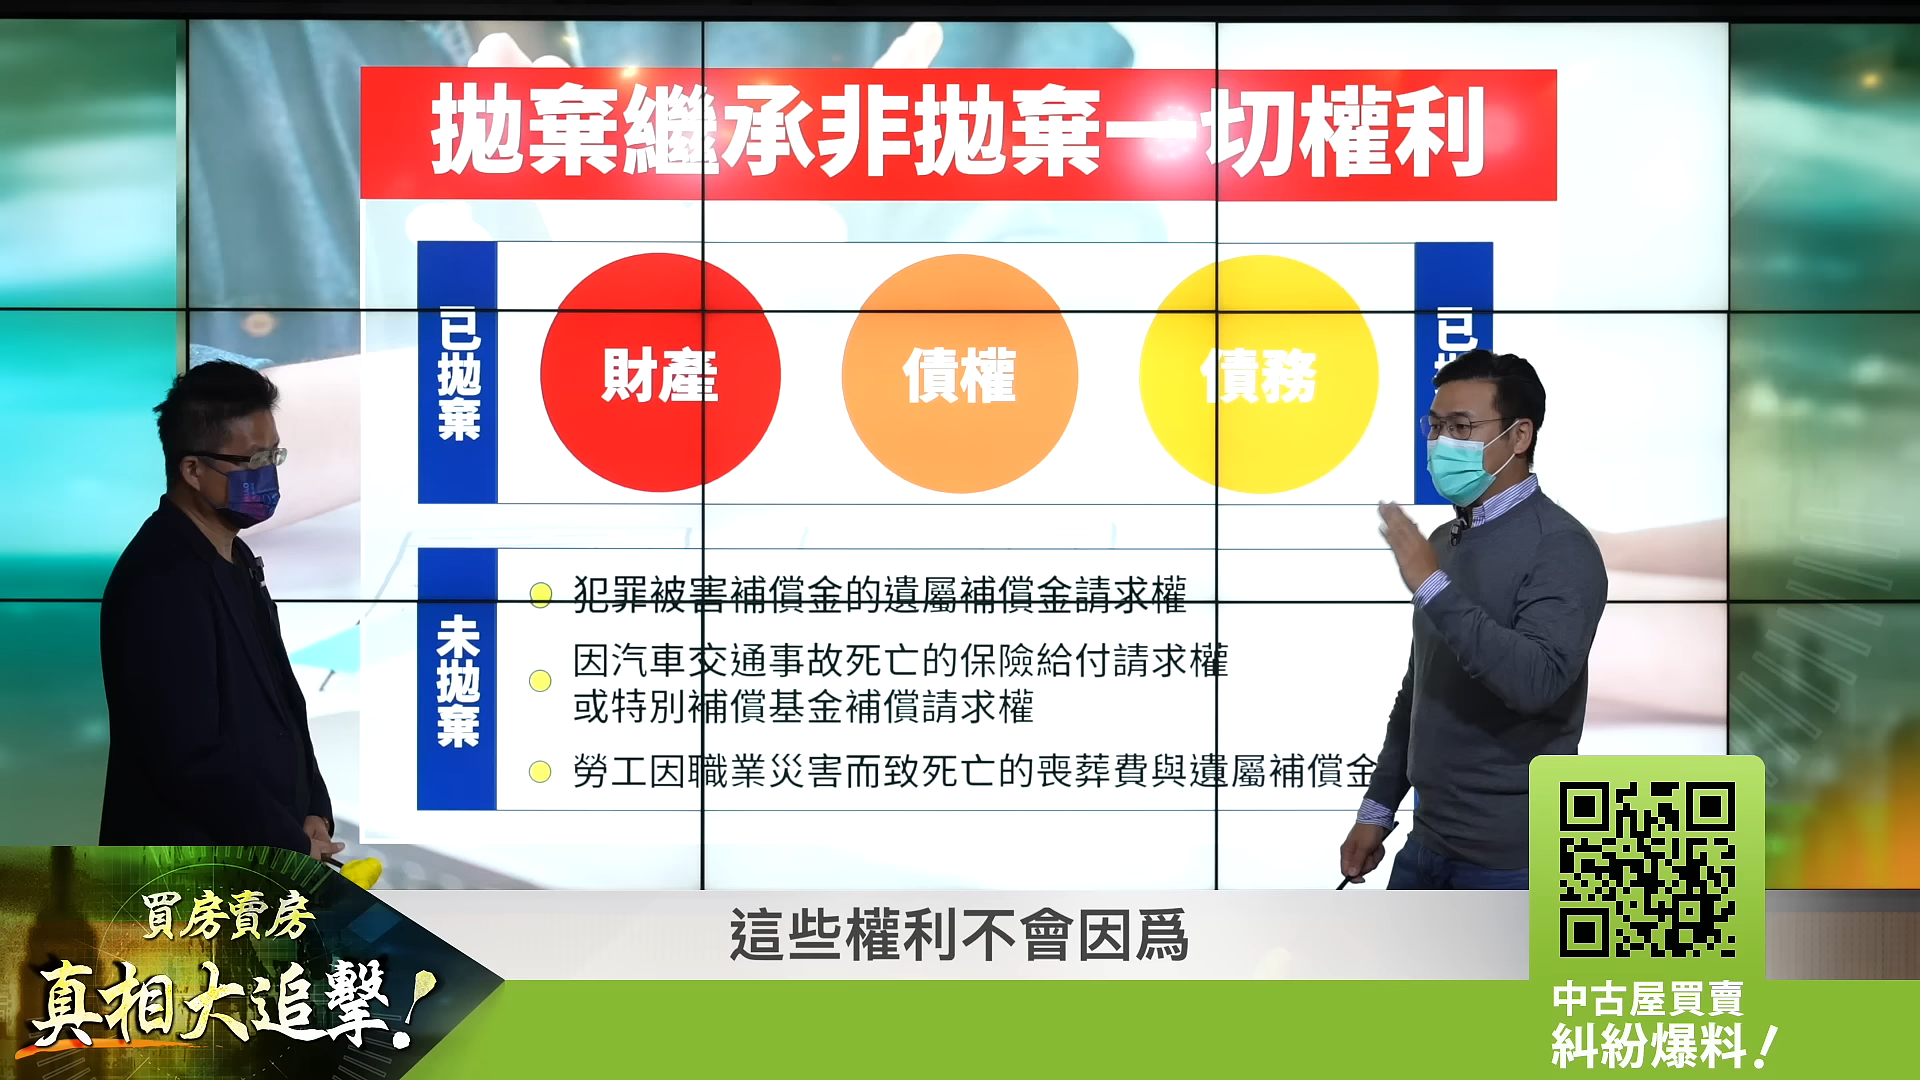 拋棄繼承非拋棄一切權利
已拋棄
財產
債權
債務
已
未拋棄
犯罪被害補償金的遺屬補償金請求權
因汽車交通事故死亡的保險給付請求權
或特別補償基金補償請求權
勞工因職業災害而致死亡的喪葬費與遺屬補償金
這些權利不會因爲
買房賣房
真相大追擊!
中古屋買賣
糾紛爆料!